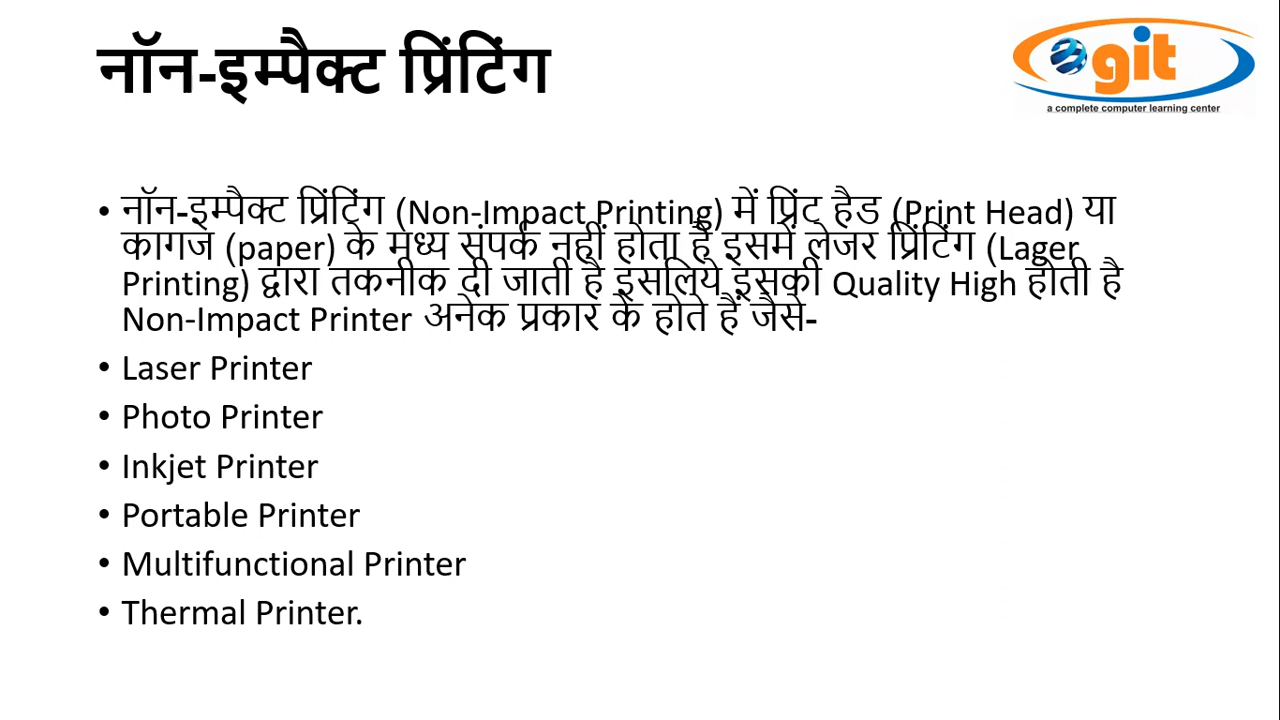 नॉन-इम्पैक्ट प्रिंटिंग
egit
a complete computer learning center
• नॉन-इम्पैक्ट प्रिंटिंग (Non-Impact Printing) में प्रिंट हैड (Print Head) या
कागज (paper) के मध्य संपर्क नहीं होता है इसमें लेजर प्रिंटिंग (Lager
Printing) द्वारा तकनीक दी जाती है इसलिये इसकी Quality High होती है
Non-Impact Printer अनेक प्रकार के होते हैं जैसे-
• Laser Printer
• Photo Printer
• Inkjet Printer
• Portable Printer
• Multifunctional Printer
• Thermal Printer.